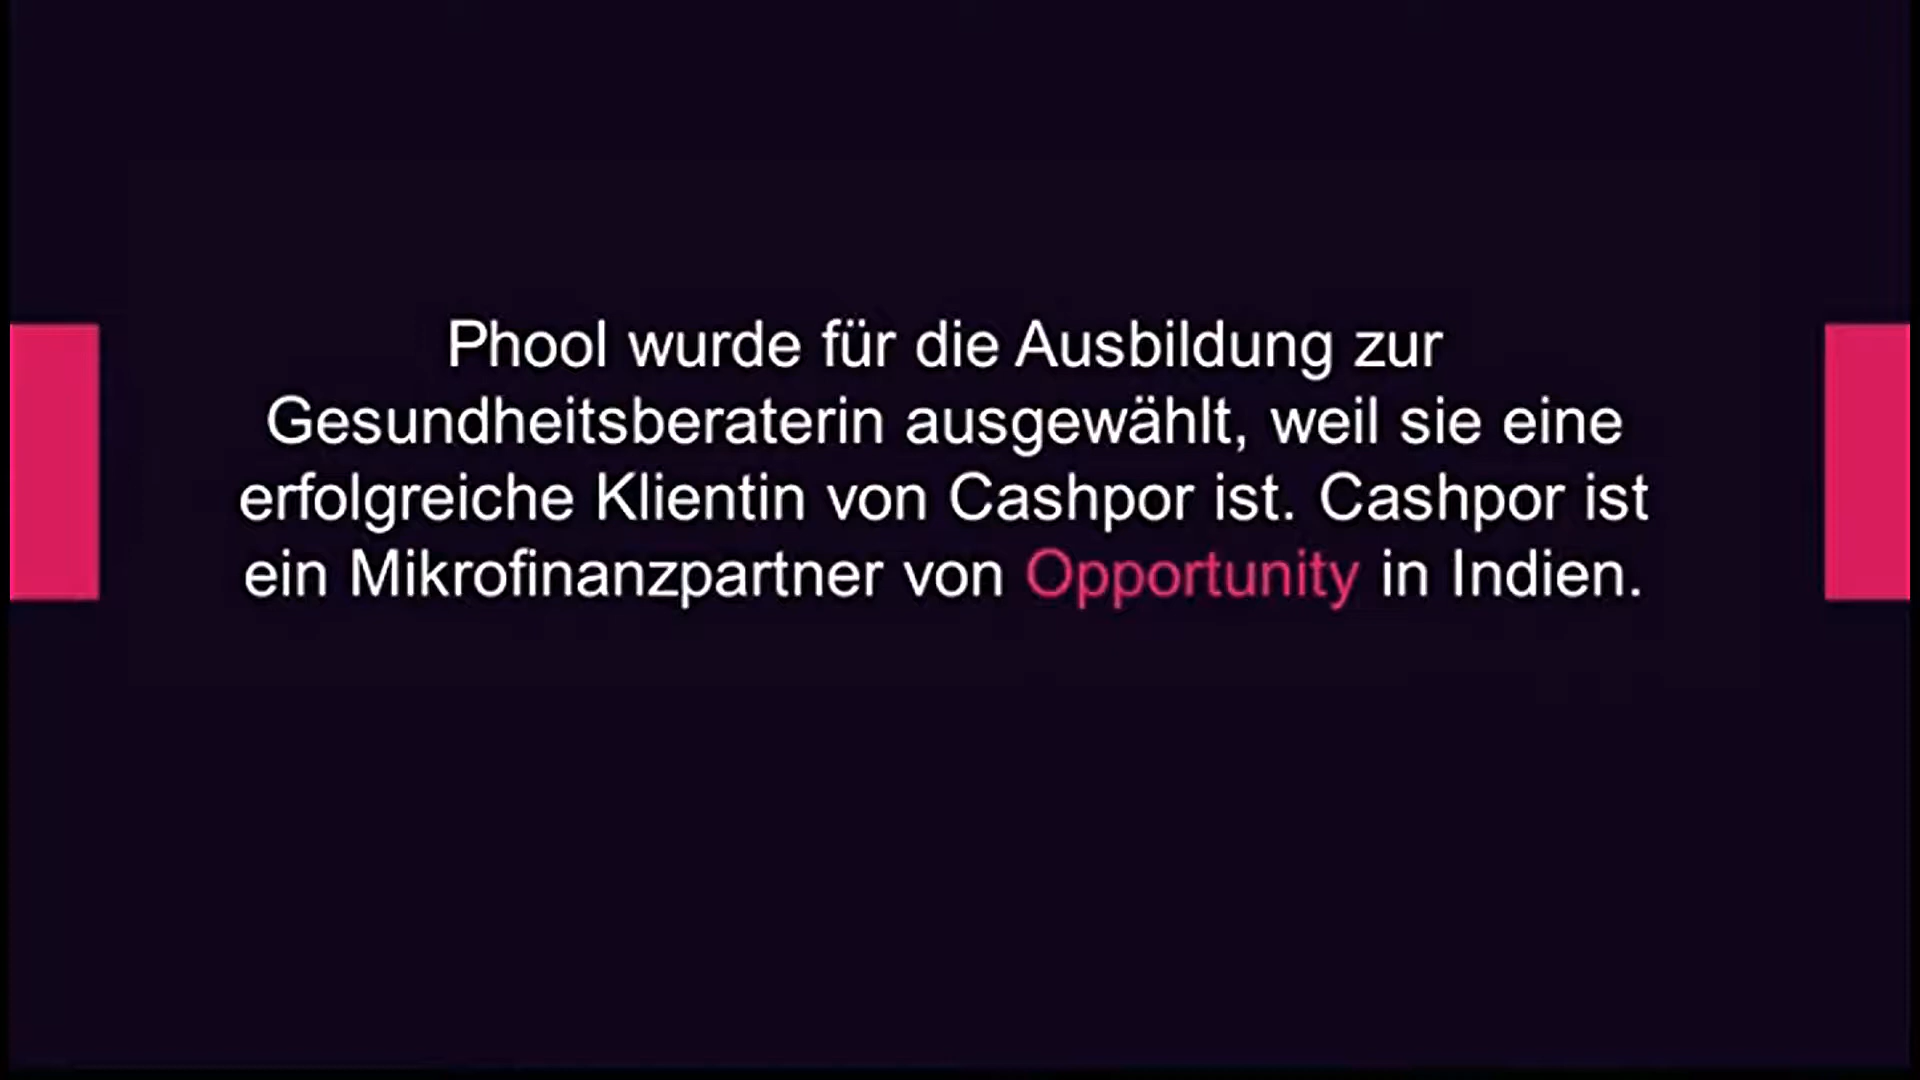 Phool wurde für die Ausbildung zur
Gesundheitsberaterin ausgewählt, weil sie eine
erfolgreiche Klientin von Cashpor ist. Cashpor ist
ein Mikrofinanzpartner von Opportunity in Indien.